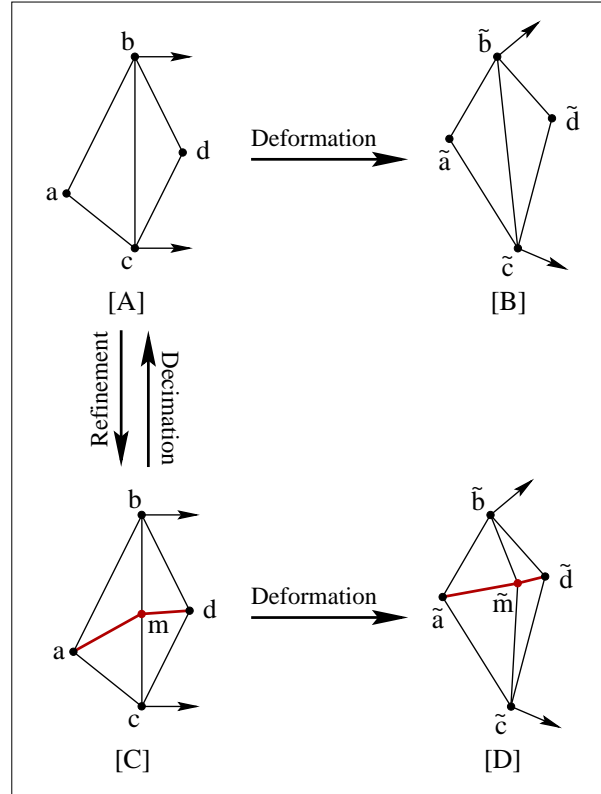 b
b̃
a
d
Deformation
ã
d̃
c
c̃
[A]
[B]
Refinement
Decimation
b
b̃
a
m
d
Deformation
ã
m̃
d̃
c
c̃
[C]
[D]